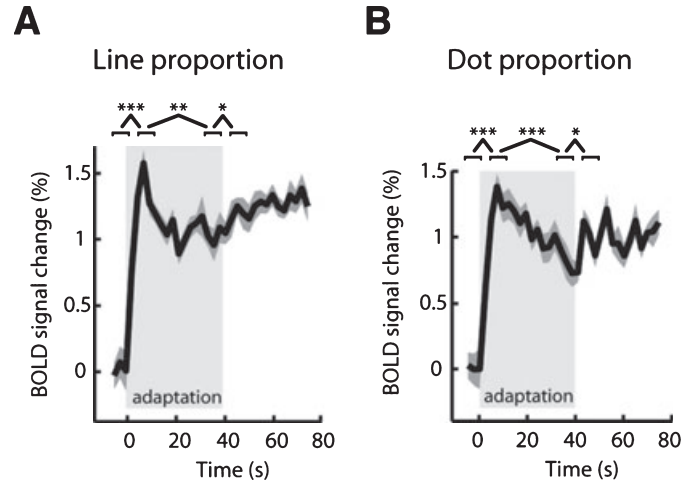 A
Line proportion
*** ** *
BOLD signal change (%)
1.5
1
1.5
0
adaptation
0 20 40 60 80
Time (s)
B
Dot proportion
*** *** *
BOLD signal change (%)
1.5
1
0.5
0
adaptation
0 20 40 60 80
Time (s)